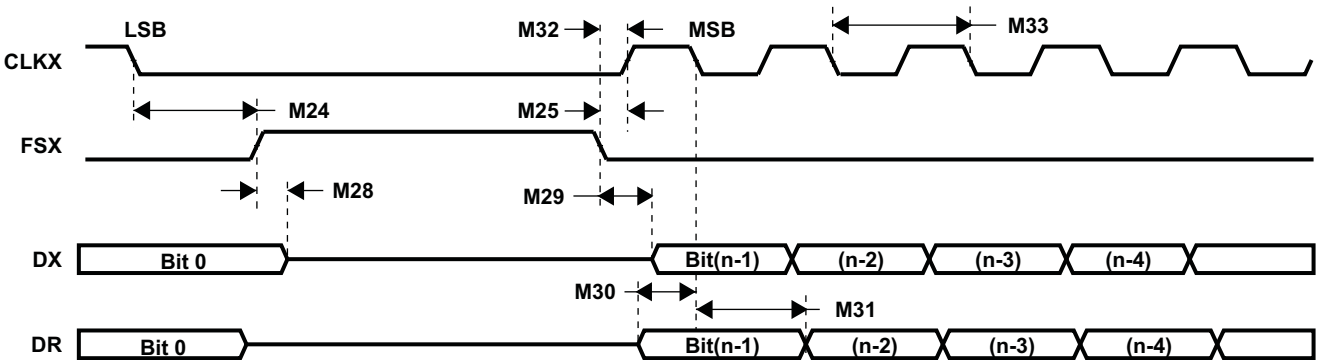 LSB M32 MSB M33
CLKX
M24 M25
FSX
M28 M29
DX Bit 0 Bit(n-1) (n-2) (n-3) (n-4)
M30 M31
DR Bit 0 Bit(n-1) (n-2) (n-3) (n-4)